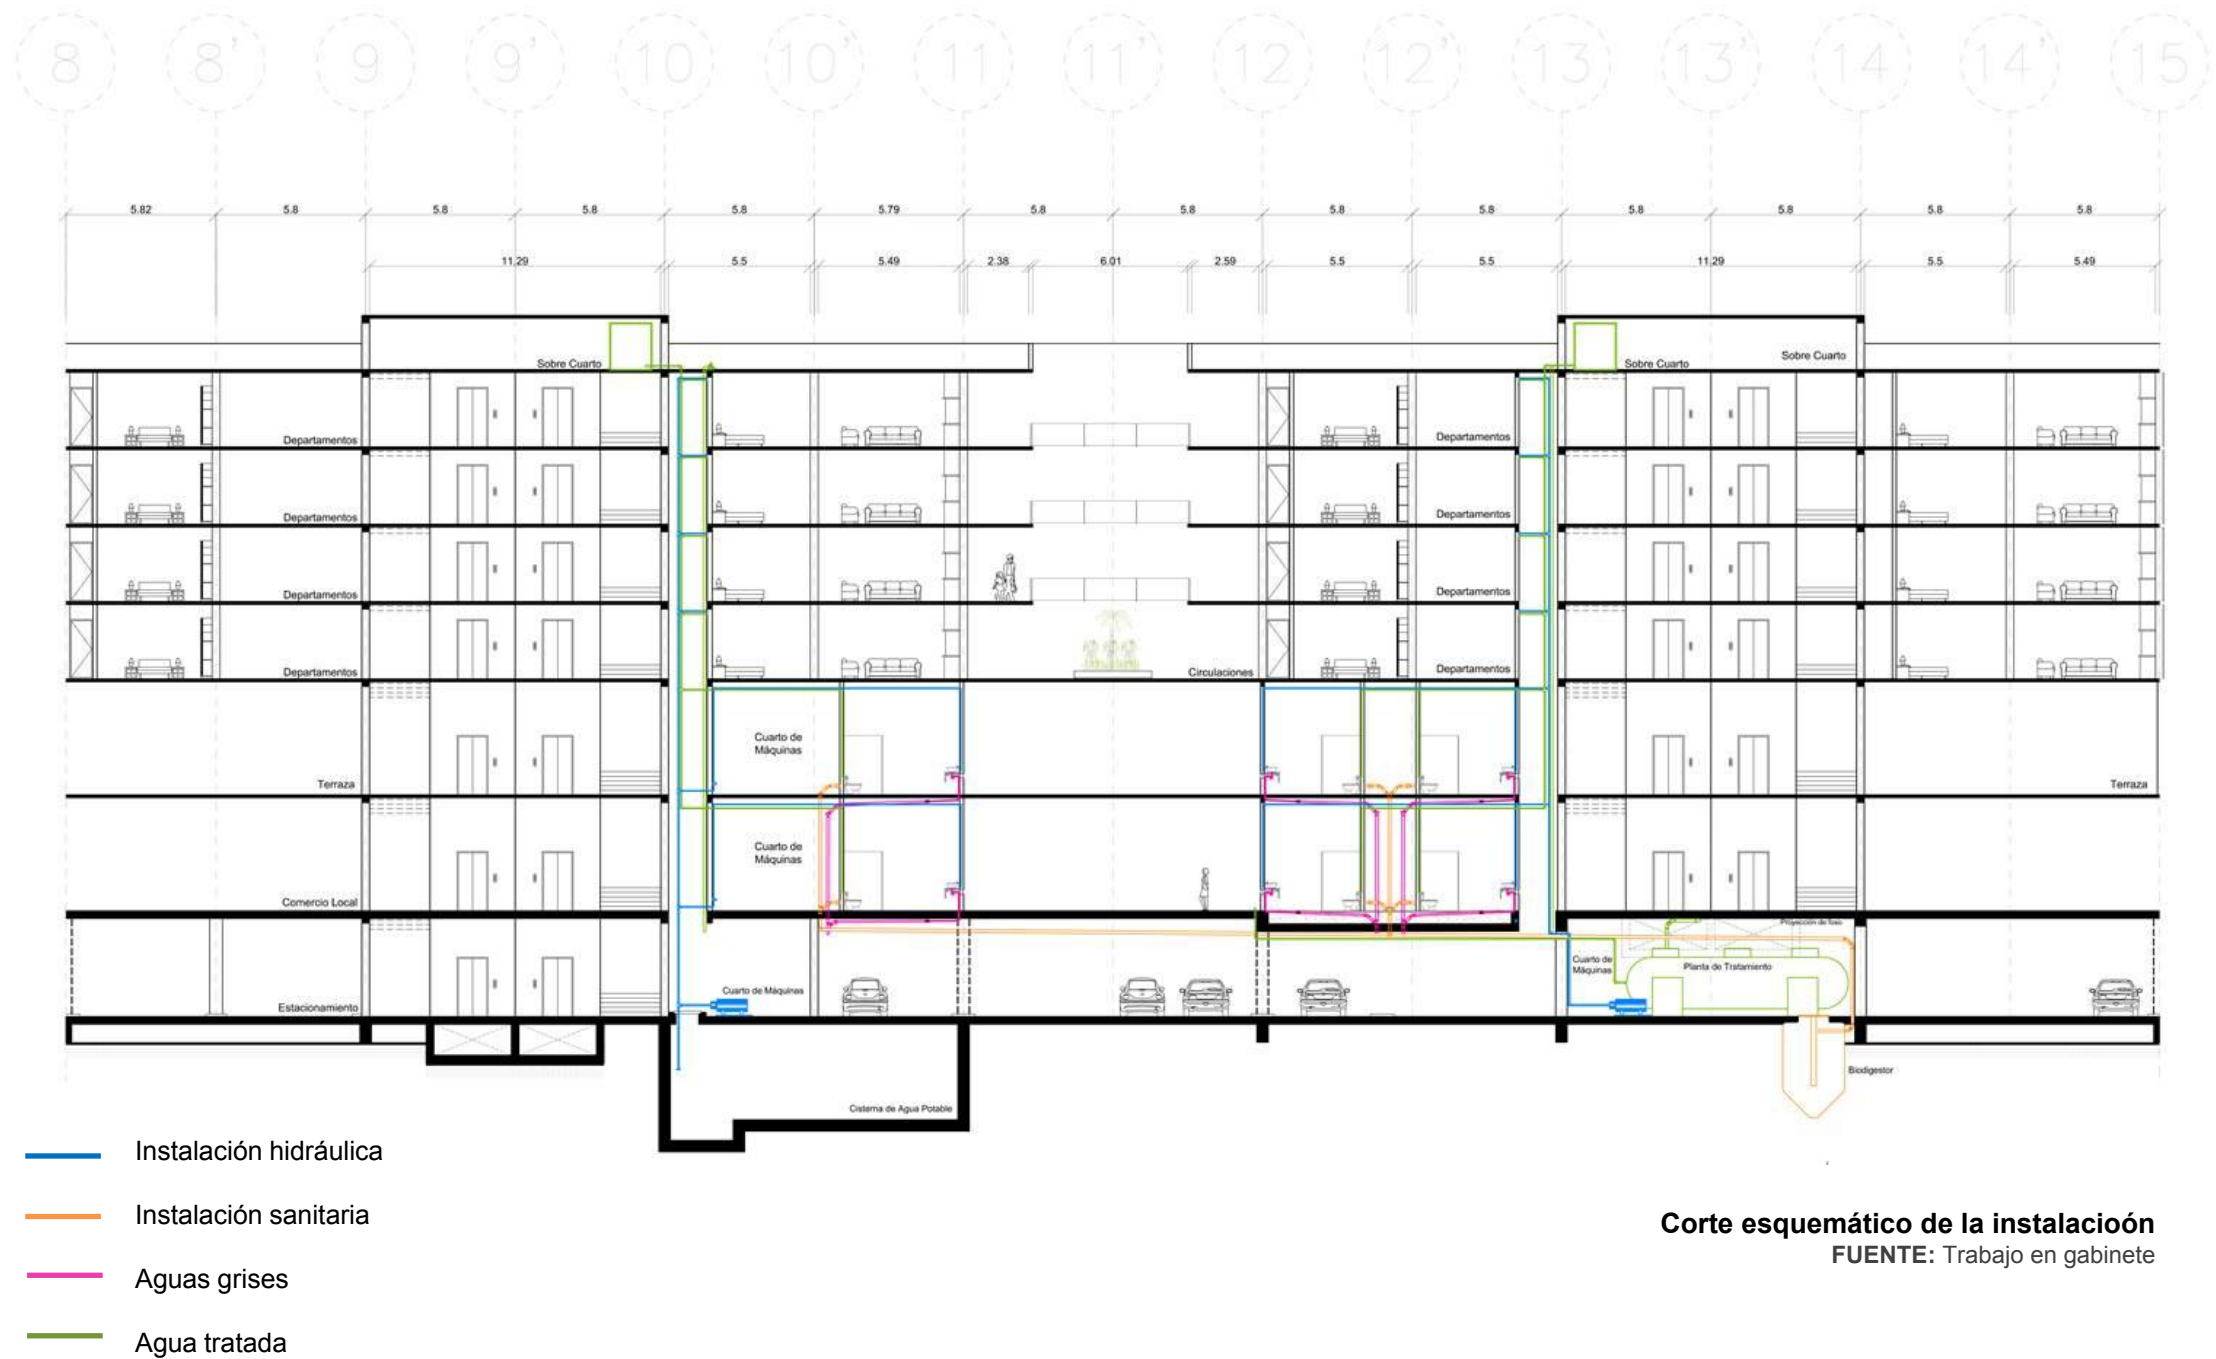 8 8' 9 9' 10 10' 11 11' 12 12' 13 13' 14 14' 15
5.82 5.8 5.8 5.8 5.8 5.79 5.8 5.8 5.8 5.8 5.8 5.8 5.8 5.8
11.29 5.5 5.49 2.38 6.01 2.59 5.5 5.5 11.29 5.5 5.49
Sobre Cuarto Sobre Cuarto Sobre Cuarto
Departamentos Departamentos
Departamentos Departamentos
Departamentos Departamentos
Departamentos Circulaciones Departamentos
Cuarto de
Máquinas
Terraza Terraza
Cuarto de
Máquinas
Comercio Local
Proyección de foso
Cuarto de
Máquinas
Planta de Tratamiento
Cuarto de Máquinas
Estacionamiento
Biodigestor
Cisterna de Agua Potable
Instalación hidráulica
Instalación sanitaria
Aguas grises
Agua tratada
Corte esquemático de la instalacioón
FUENTE: Trabajo en gabinete